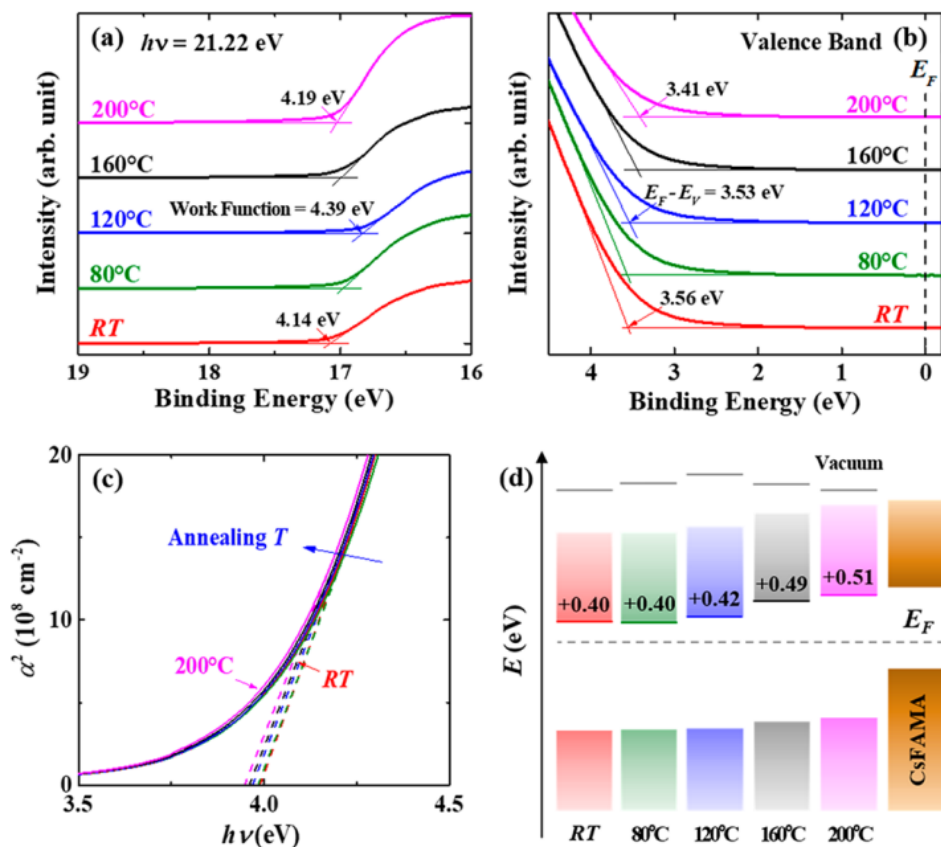 (a) hν = 21.22 eV
200°C
4.19 eV
160°C
120°C
Work Function = 4.39 eV
80°C
4.14 eV
RT
Intensity (arb. unit)
19 18 17 16
Binding Energy (eV)
Valence Band (b)
E_F
3.41 eV
200°C
160°C
E_F - E_V = 3.53 eV
120°C
80°C
3.56 eV
RT
Intensity (arb. unit)
4 3 2 1 0
Binding Energy (eV)
(c)
Annealing T
200°C
RT
α² (10⁸ cm⁻²)
20
10
0
3.5 4.0 4.5
hν(eV)
(d)
Vacuum
+0.40 +0.40 +0.42 +0.49 +0.51
E_F
E (eV)
CsFAMA
RT 80°C 120°C 160°C 200°C